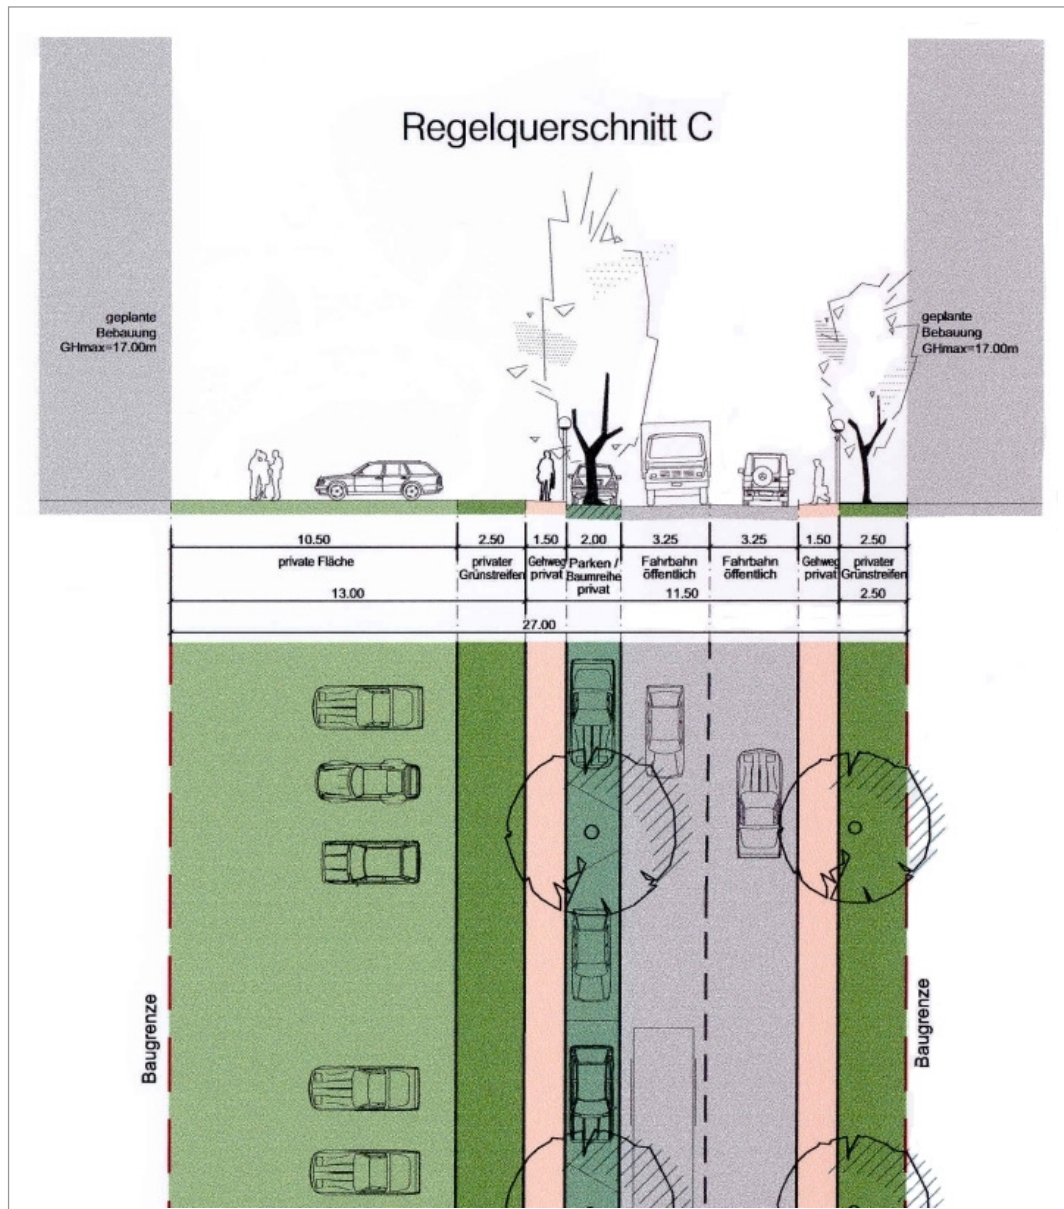 Regelquerschnitt C
geplante
Bebauung
GHmax=17.00m
geplante
Bebauung
GHmax=17.00m
10.50 2.50 1.50 2.00 3.25 3.25 1.50 2.50
private Fläche
privater
Grünstreifen
Gehweg
privat
Parken /
Baumreihe
privat
Fahrbahn
öffentlich
Fahrbahn
öffentlich
Gehweg
privat
privater
Grünstreifen
13.00 11.50 2.50
27.00
Baugrenze
Baugrenze